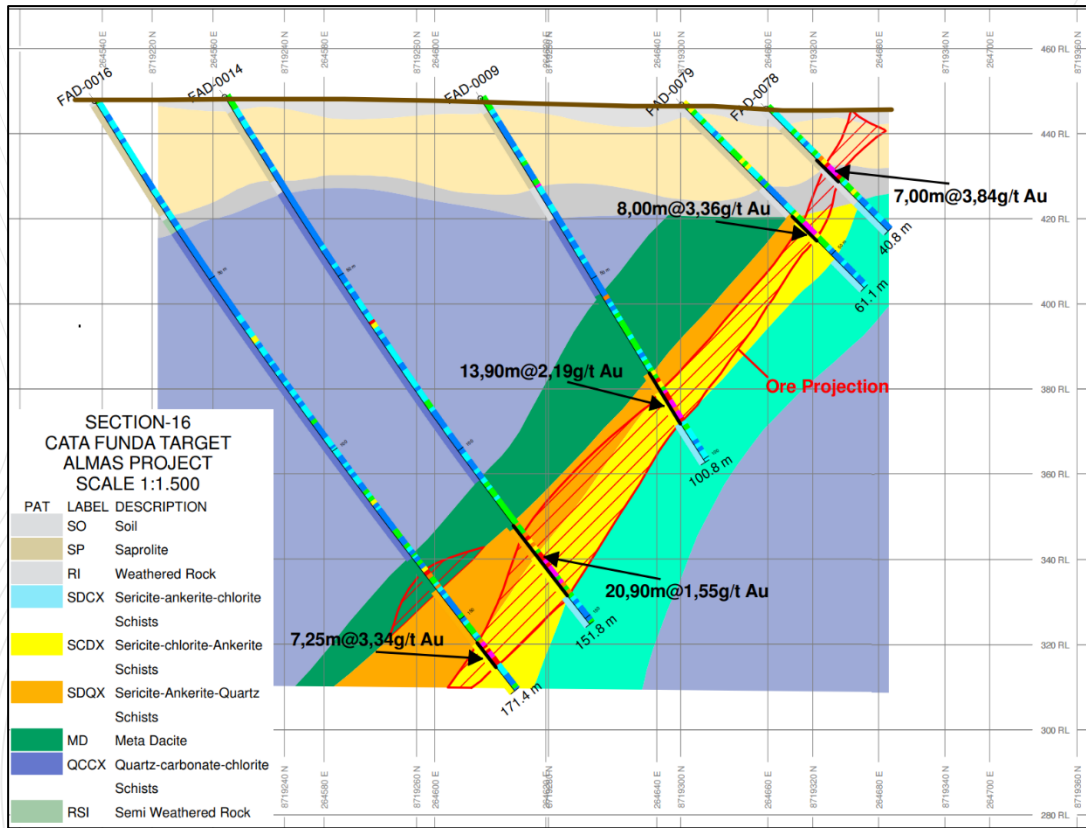 264540 E
8719220 N
264560 E
8719240 N
264580 E
8719260 N
264600 E
8719280 N
264640 E
8719300 N
264660 E
8719320 N
264680 E
8719340 N
264700 E
8719360 N
460 RL
FAD-0016
FAD-0014
FAD-0009
FAD-0079
FAD-0078
440 RL
7,00m@3,84g/t Au
8,00m@3,36g/t Au
420 RL
40.8 m
61.1 m
400 RL
13,90m@2,19g/t Au
Ore Projection
380 RL
100.8 m
360 RL
340 RL
20,90m@1,55g/t Au
151.8 m
7,25m@3,34g/t Au
320 RL
171.4 m
300 RL
SECTION-16
CATA FUNDA TARGET
ALMAS PROJECT
SCALE 1:1.500
PAT LABEL DESCRIPTION
SO Soil
SP Saprolite
RI Weathered Rock
SDCX Sericite-ankerite-chlorite
Schists
SCDX Sericite-chlorite-Ankerite
Schists
SDQX Sericite-Ankerite-Quartz
Schists
MD Meta Dacite
QCCX Quartz-carbonate-chlorite
Schists
RSI Semi Weathered Rock
8719240 N
264580 E
8719260 N
264600 E
8719280 N
264640 E
8719300 N
264660 E
8719320 N
264680 E
8719340 N
264700 E
8719360 N
280 RL